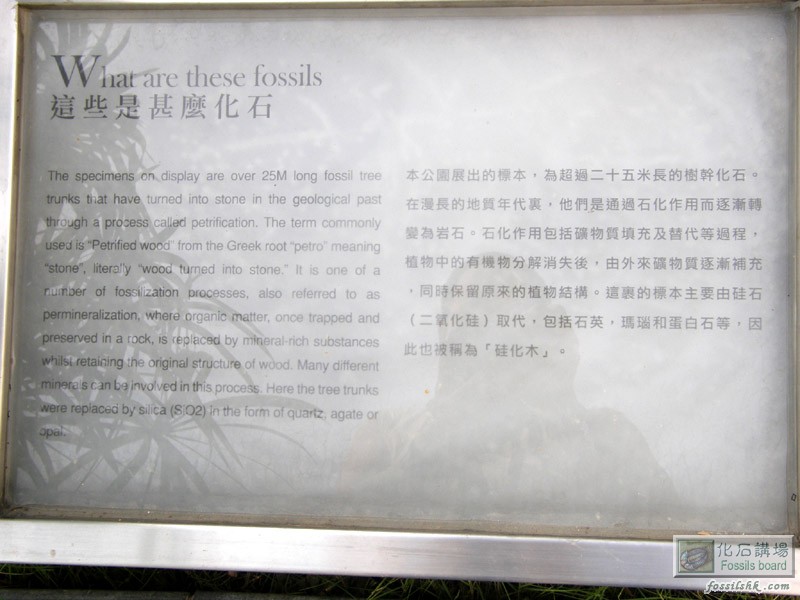 What are these fossils
這些是甚麼化石
The specimens on display are over 25M long fossil tree
trunks that have turned into stone in the geological past
through a process called petrification. The term commonly
used is "Petrified wood" from the Greek root "petro" meaning
"stone", literally "wood turned into stone." It is one of a
number of fossilization processes, also referred to as
permineralization, where organic matter, once trapped and
preserved in a rock, is replaced by mineral-rich substances
whilst retaining the original structure of wood. Many different
minerals can be involved in this process. Here the tree trunks
were replaced by silica (SiO2) in the form of quartz, agate or
opal.
本公園展出的標本，為超過二十五米長的樹幹化石。
在漫長的地質年代裏，他們是通過石化作用而逐漸轉
變為岩石。石化作用包括礦物質填充及替代等過程，
植物中的有機物分解消失後，由外來礦物質逐漸補充
，同時保留原來的植物結構。這裏的標本主要由硅石
（二氧化硅）取代，包括石英，瑪瑙和蛋白石等，因
此也被稱為「硅化木」。
化石講場
Fossils board
fossilshk.com